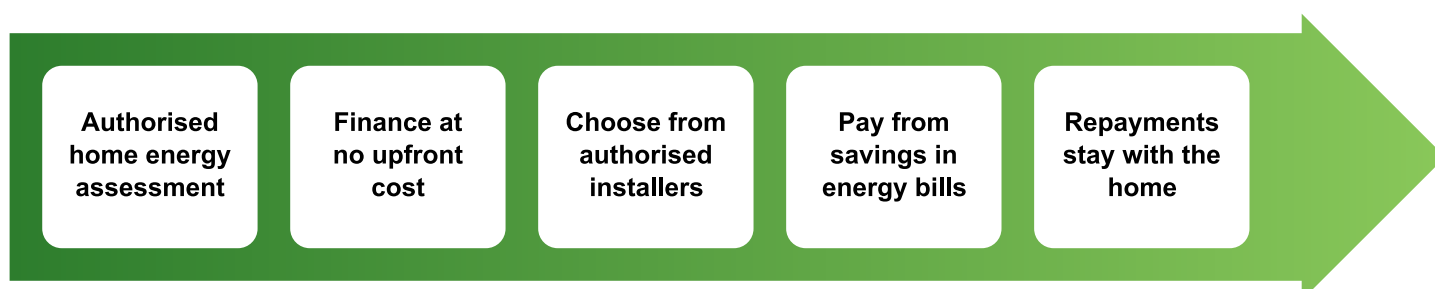 Authorised
home energy
assessment
Finance at
no upfront
cost
Choose from
authorised
installers
Pay from
savings in
energy bills
Repayments
stay with the
home